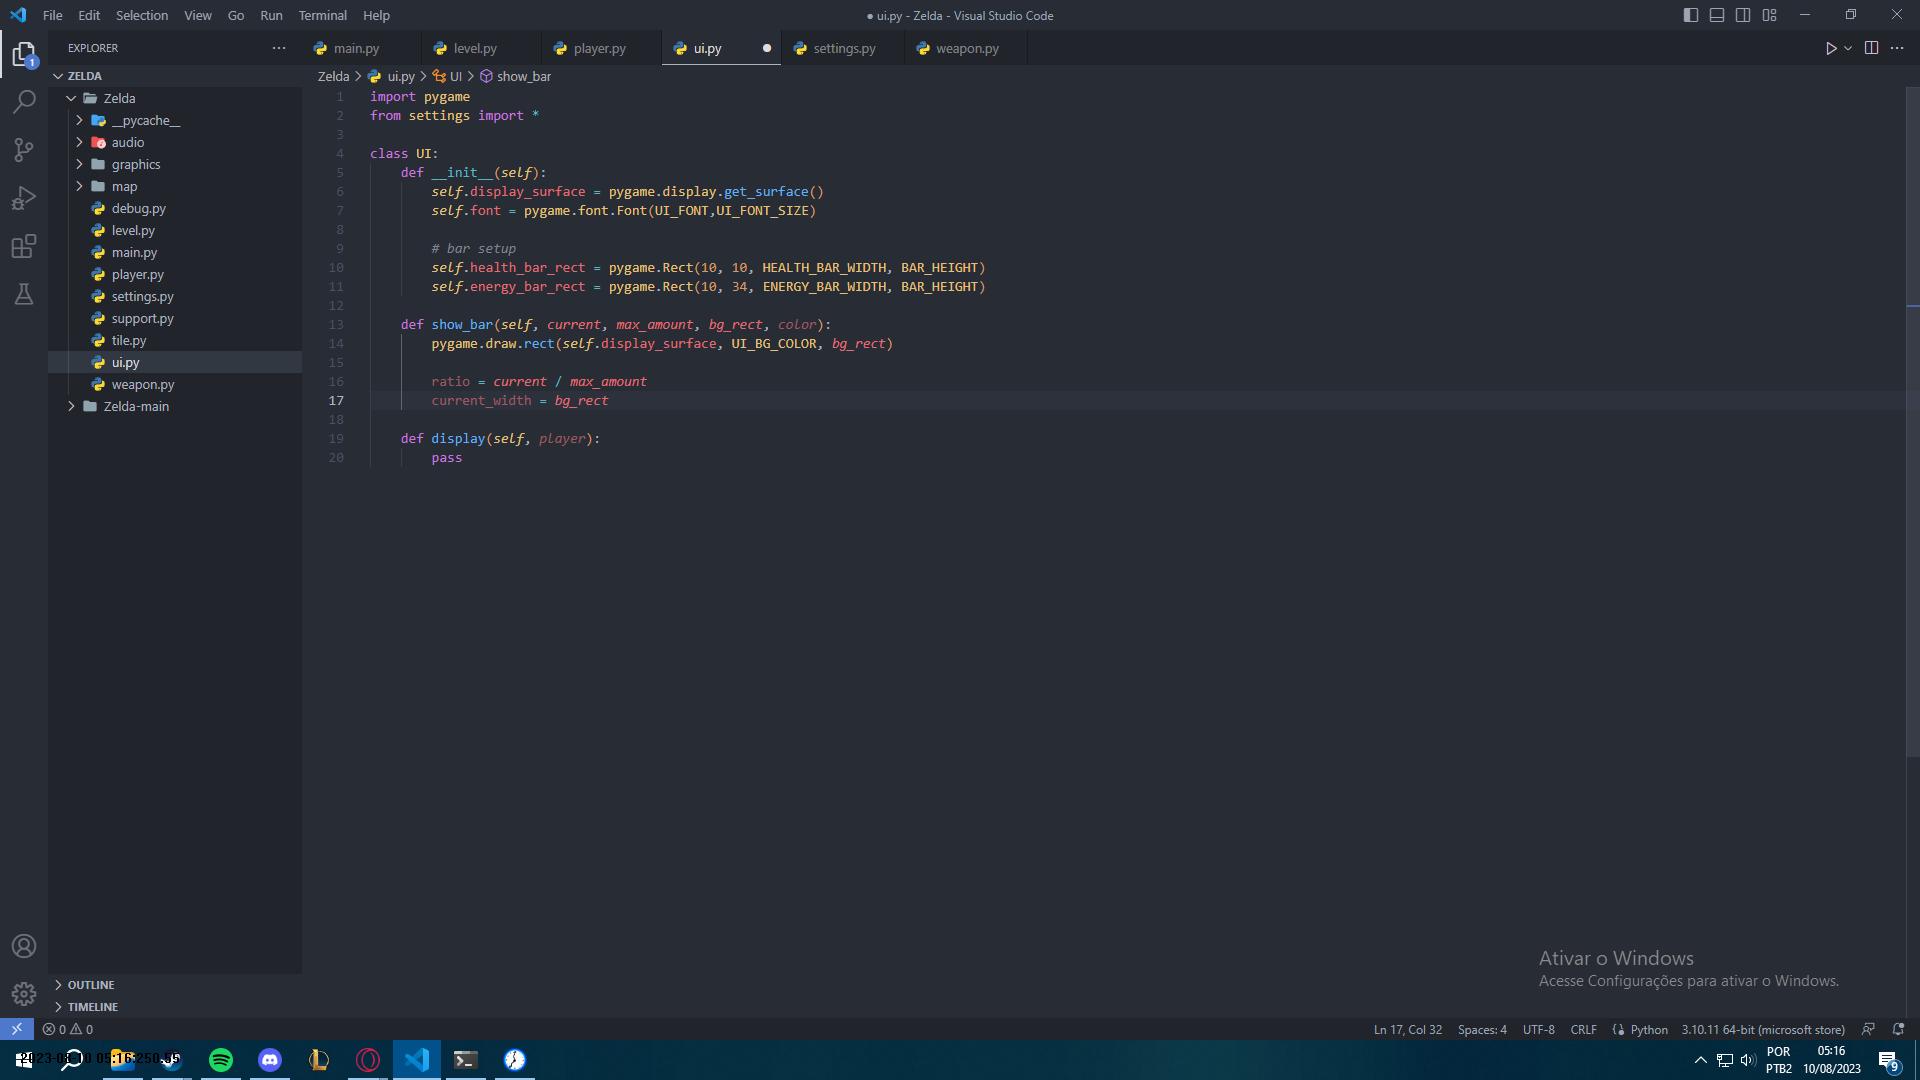 File Edit Selection View Go Run Terminal Help
● ui.py - Zelda - Visual Studio Code
EXPLORER
main.py level.py player.py ui.py settings.py weapon.py
1
ZELDA
Zelda > ui.py > UI > show_bar
Zelda
__pycache__
audio
graphics
map
debug.py
level.py
main.py
player.py
settings.py
support.py
tile.py
ui.py
weapon.py
Zelda-main
OUTLINE
TIMELINE
1 import pygame
2 from settings import *
3
4 class UI:
5 def __init__(self):
6 self.display_surface = pygame.display.get_surface()
7 self.font = pygame.font.Font(UI_FONT,UI_FONT_SIZE)
8
9 # bar setup
10 self.health_bar_rect = pygame.Rect(10, 10, HEALTH_BAR_WIDTH, BAR_HEIGHT)
11 self.energy_bar_rect = pygame.Rect(10, 34, ENERGY_BAR_WIDTH, BAR_HEIGHT)
12
13 def show_bar(self, current, max_amount, bg_rect, color):
14 pygame.draw.rect(self.display_surface, UI_BG_COLOR, bg_rect)
15
16 ratio = current / max_amount
17 current_width = bg_rect
18
19 def display(self, player):
20 pass
Ativar o Windows
Acesse Configurações para ativar o Windows.
0 0
Ln 17, Col 32 Spaces: 4 UTF-8 CRLF Python 3.10.11 64-bit (microsoft store)
POR
PTB2
05:16
10/08/2023
9